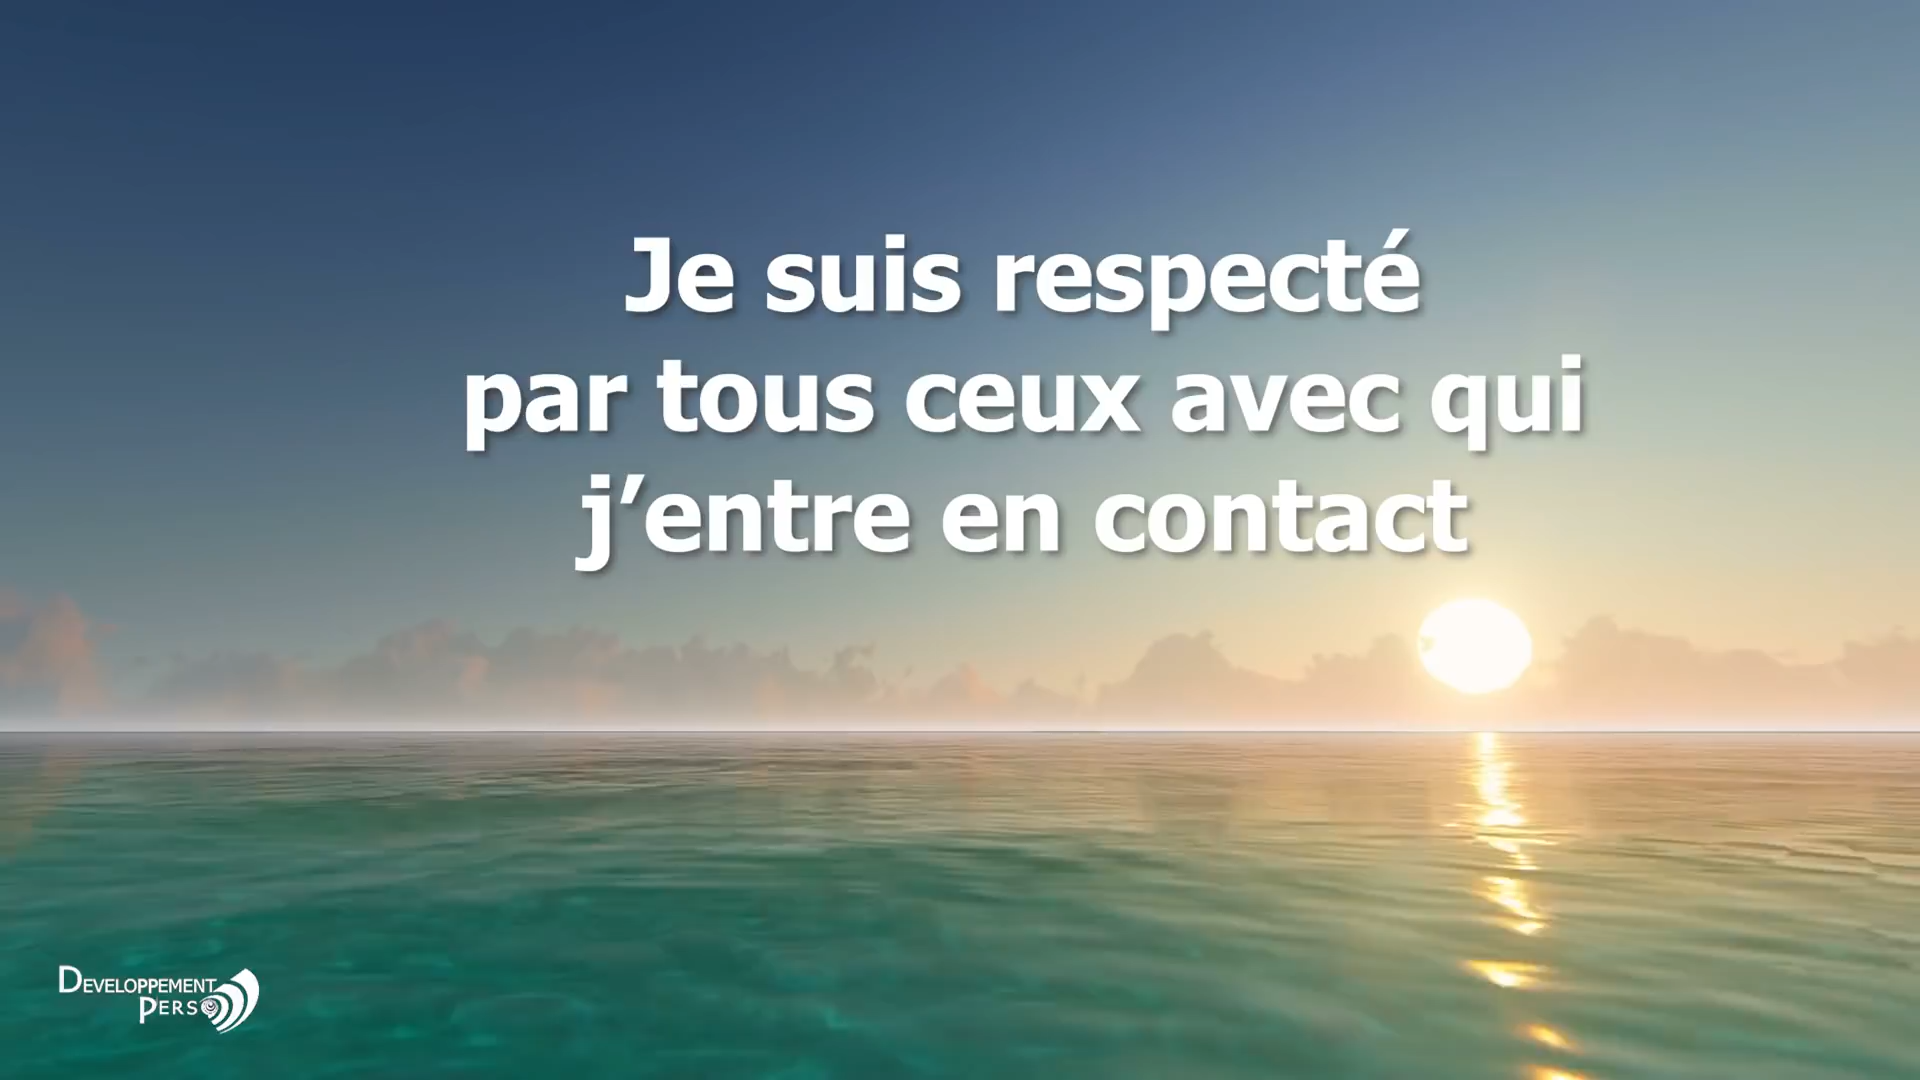 Je suis respecté
par tous ceux avec qui
j’entre en contact
DEVELOPPEMENT
PERSO